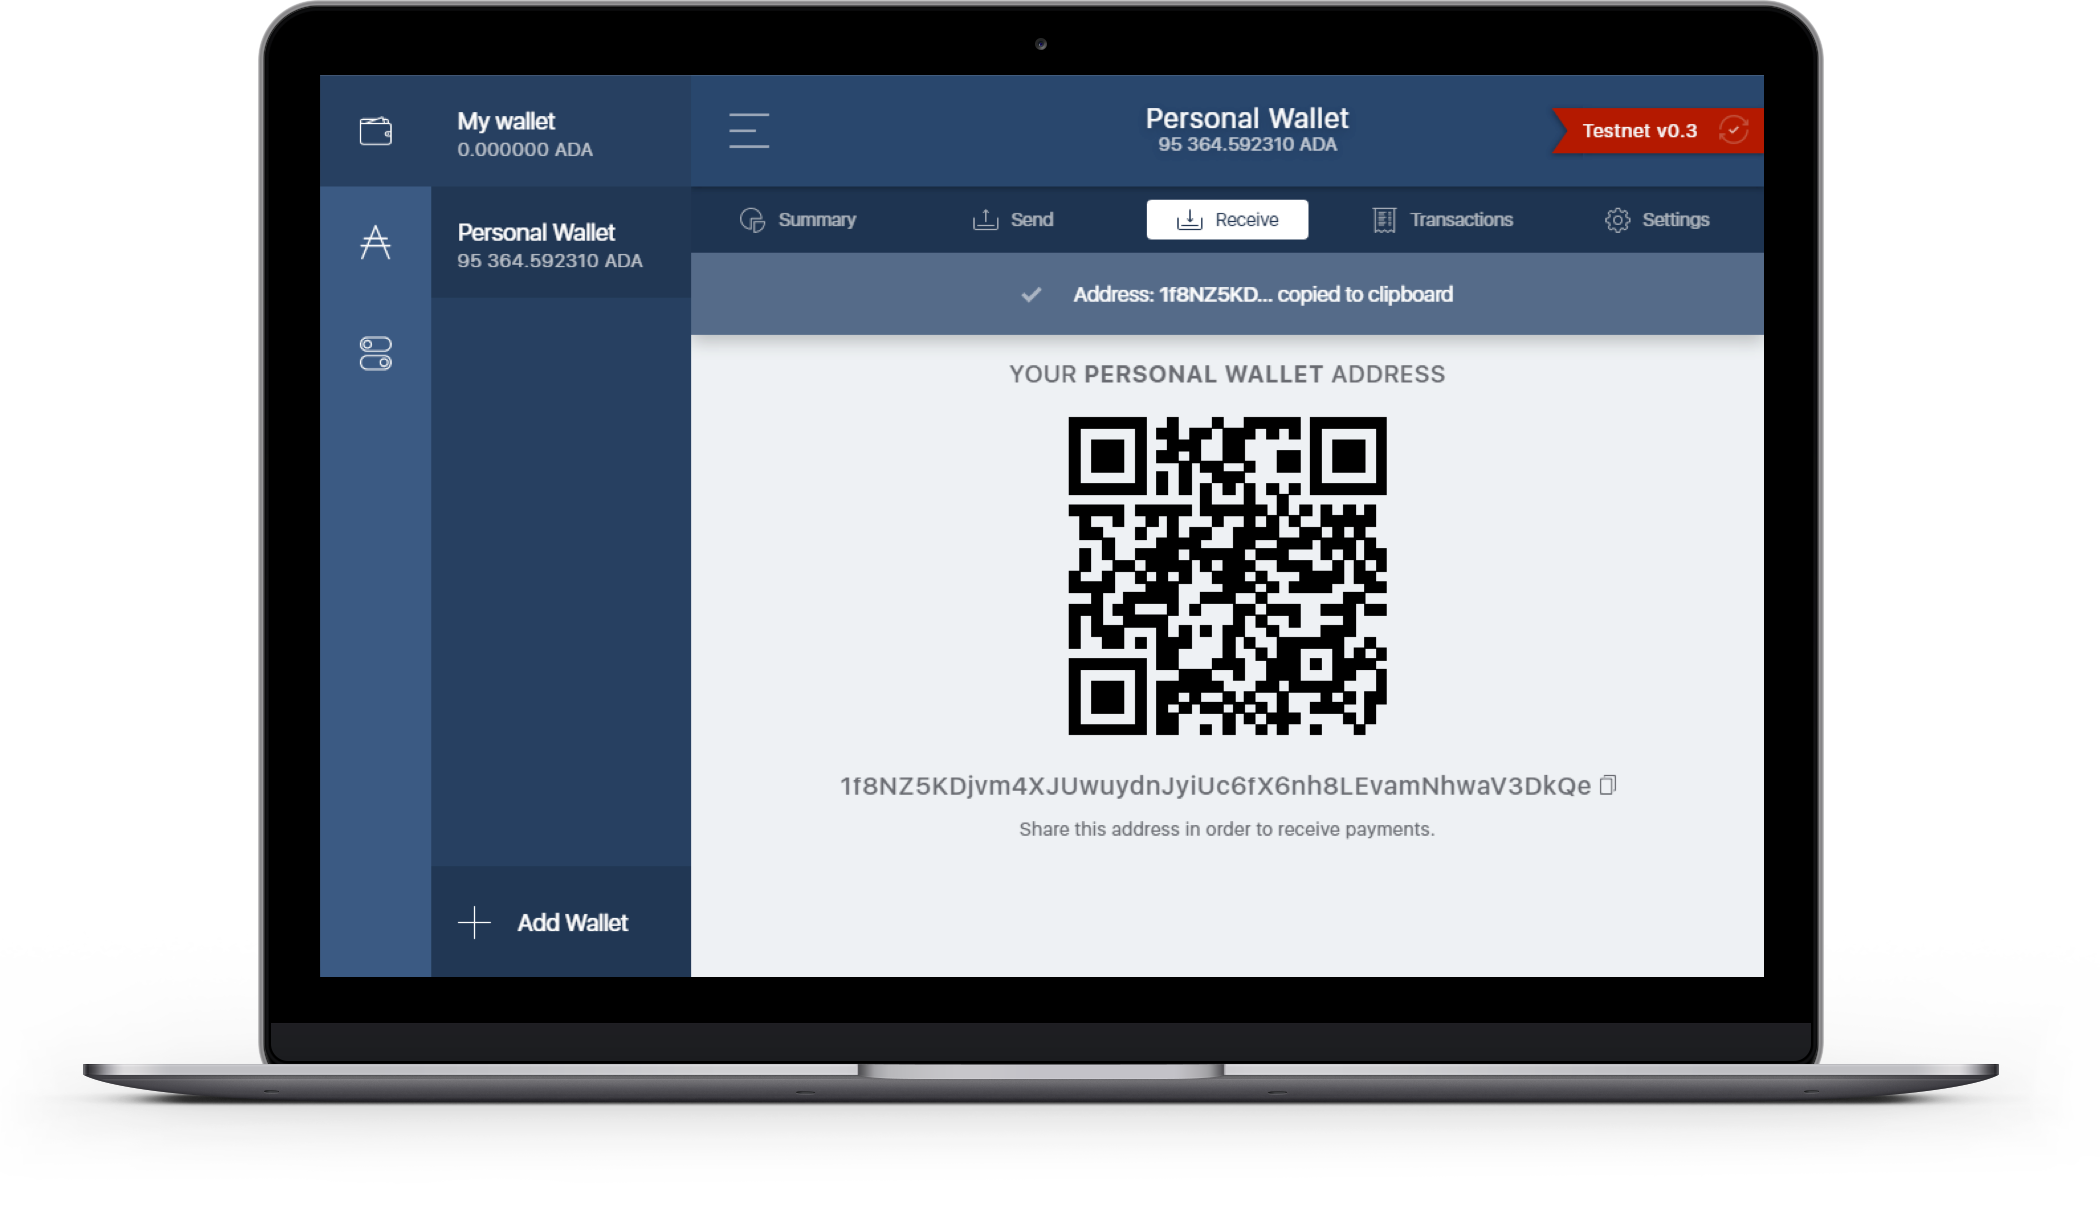 My wallet
0.000000 ADA
Personal Wallet
95 364.592310 ADA
Add Wallet
Personal Wallet
95 364.592310 ADA
Testnet v0.3
Summary
Send
Receive
Transactions
Settings
Address: 1f8NZ5KD... copied to clipboard
YOUR PERSONAL WALLET ADDRESS
1f8NZ5KDjvm4XJUwuydnJyiUc6fX6nh8LEvamNhwaV3DkQe
Share this address in order to receive payments.